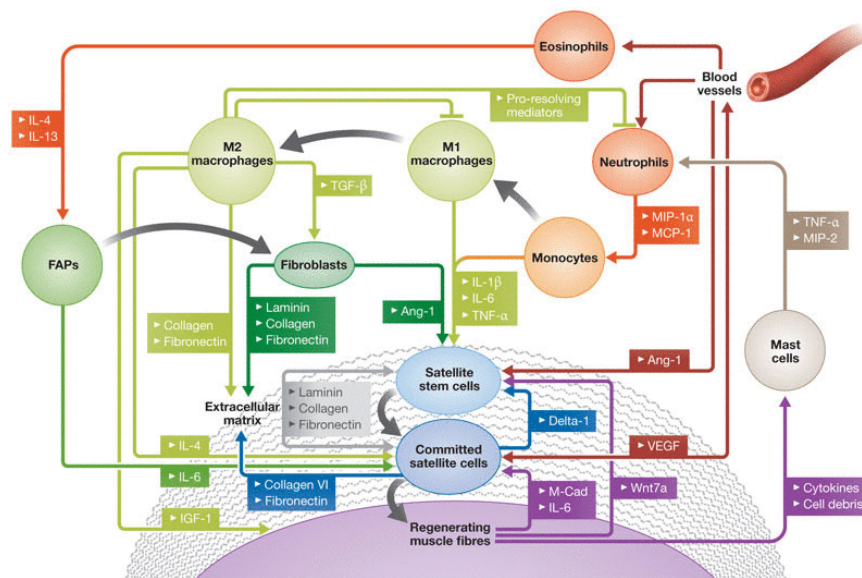 Eosinophils
Blood
vessels
▸ IL-4
▸ IL-13
▸ Pro-resolving
mediators
M2
macrophages
M1
macrophages
Neutrophils
▸ TGF-β
▸ MIP-1α
▸ MCP-1
▸ TNF-α
▸ MIP-2
FAPs
Fibroblasts
Monocytes
▸ Collagen
▸ Fibronectin
▸ Laminin
▸ Collagen
▸ Fibronectin
▸ Ang-1
▸ IL-1β
▸ IL-6
▸ TNF-α
Mast
cells
▸ Ang-1
Satellite
stem cells
▸ Laminin
▸ Collagen
▸ Fibronectin
Extracellular
matrix
▸ Delta-1
▸ IL-4
Committed
satellite cells
▸ VEGF
▸ IL-6
▸ Collagen VI
▸ Fibronectin
▸ M-Cad
▸ IL-6
▸ Wnt7a
▸ Cytokines
▸ Cell debris
▸ IGF-1
Regenerating
muscle fibres